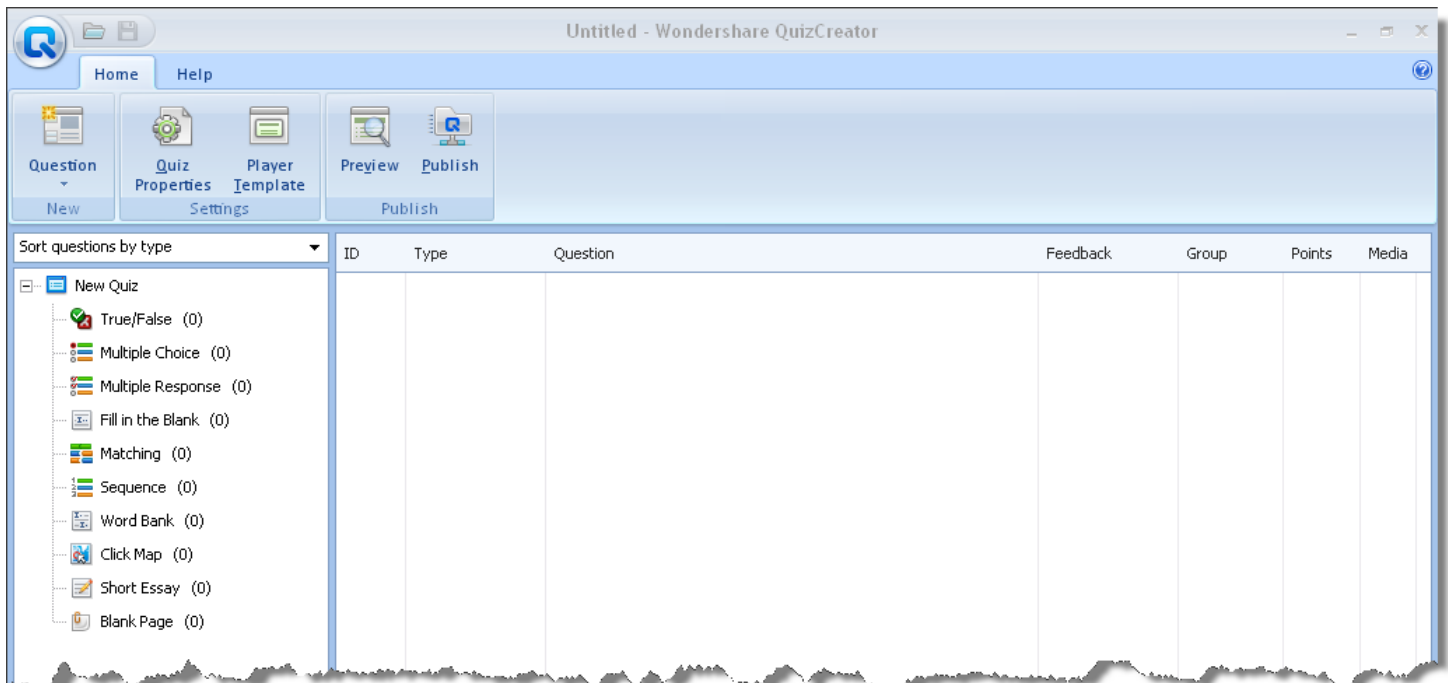 Untitled - Wondershare QuizCreator
Home Help
Question Quiz Properties Player Template Preview Publish
New Settings Publish
Sort questions by type
ID Type Question Feedback Group Points Media
New Quiz
True/False (0)
Multiple Choice (0)
Multiple Response (0)
Fill in the Blank (0)
Matching (0)
Sequence (0)
Word Bank (0)
Click Map (0)
Short Essay (0)
Blank Page (0)